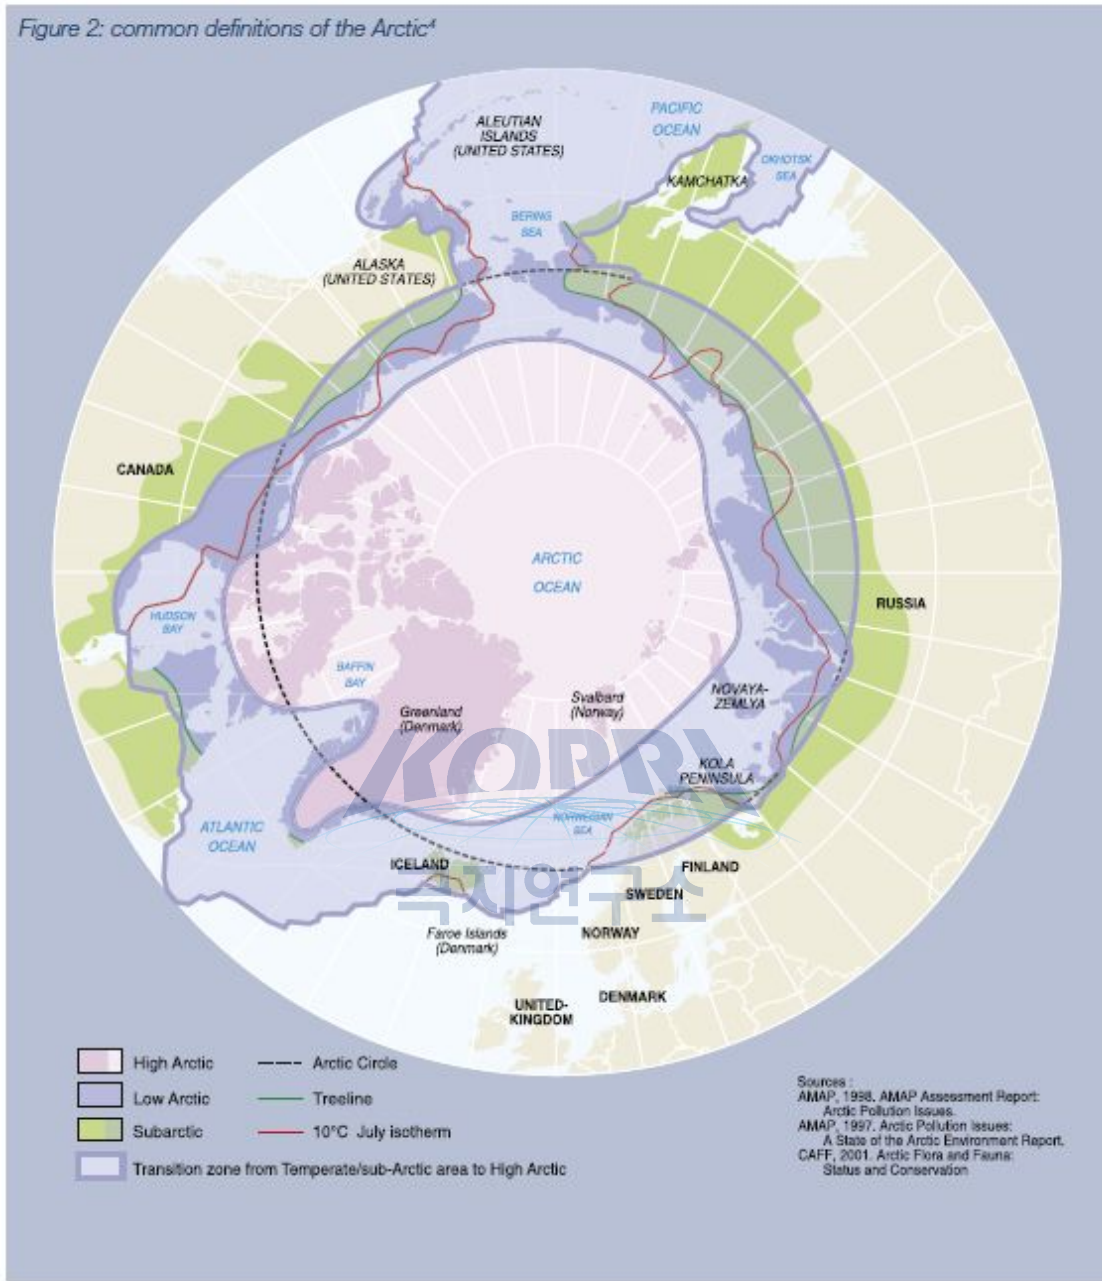 Figure 2: common definitions of the Arctic⁴
ALEUTIAN
ISLANDS
(UNITED STATES)
PACIFIC
OCEAN
OKHOTSK
SEA
KAMCHATKA
BERING
SEA
ALASKA
(UNITED STATES)
CANADA
ARCTIC
OCEAN
RUSSIA
HUDSON
BAY
BAFFIN
BAY
Greenland
(Denmark)
Svalbard
(Norway)
NOVAYA-
ZEMLYA
KOPRI
KOLA
PENINSULA
NORWEGIAN
SEA
ATLANTIC
OCEAN
ICELAND
FINLAND
극지연구소
SWEDEN
Faroe Islands
(Denmark)
NORWAY
DENMARK
UNITED-
KINGDOM
High Arctic
Low Arctic
Subarctic
Transition zone from Temperate/sub-Arctic area to High Arctic
Arctic Circle
Treeline
10°C July isotherm
Sources :
AMAP, 1998. AMAP Assessment Report:
Arctic Pollution Issues.
AMAP, 1997. Arctic Pollution Issues:
A State of the Arctic Environment Report.
CAFF, 2001. Arctic Flora and Fauna:
Status and Conservation